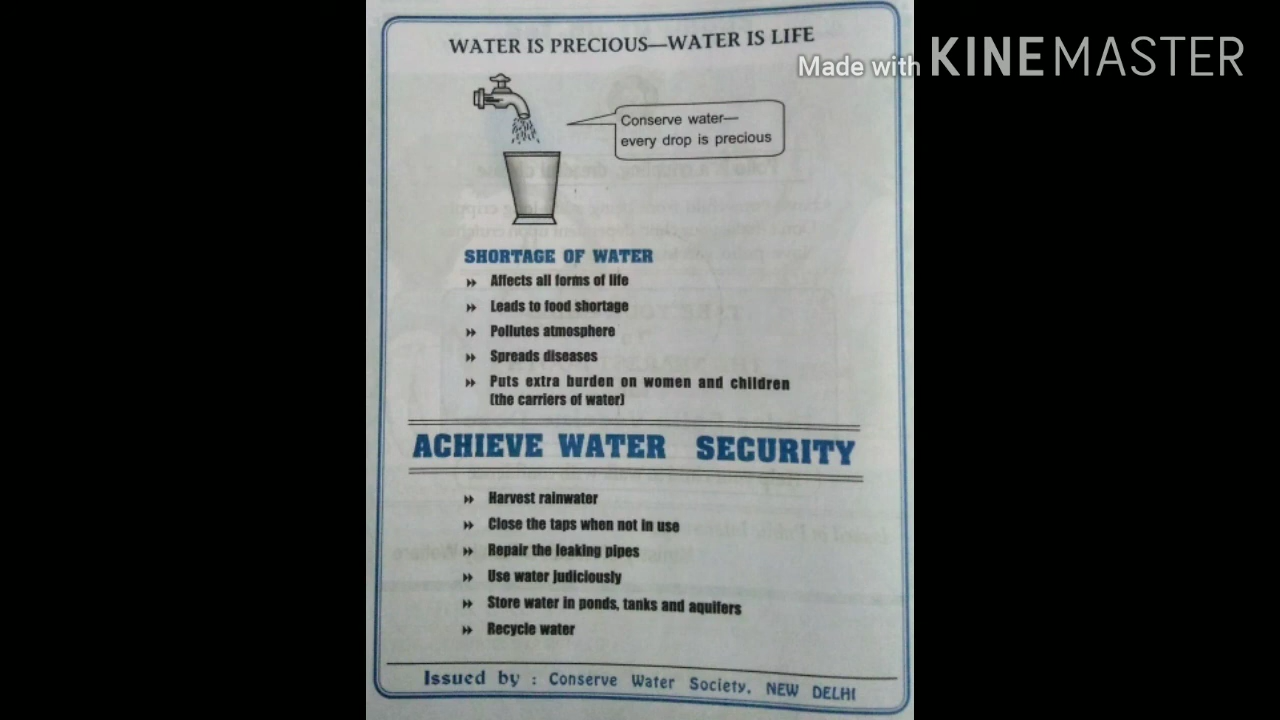 WATER IS PRECIOUS—WATER IS LIFE
Made with KINEMASTER
Conserve water—
every drop is precious
SHORTAGE OF WATER
Affects all forms of life
Leads to food shortage
Pollutes atmosphere
Spreads diseases
Puts extra burden on women and children
(the carriers of water)
ACHIEVE WATER SECURITY
Harvest rainwater
Close the taps when not in use
Repair the leaking pipes
Use water judiciously
Store water in ponds, tanks and aquifers
Recycle water
Issued by : Conserve Water Society, NEW DELHI